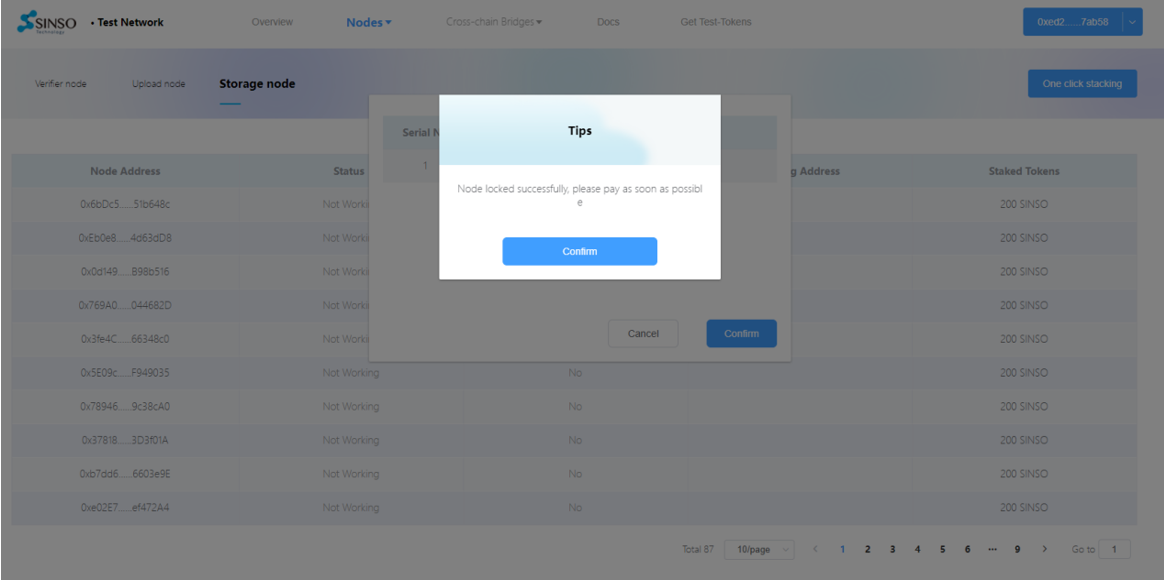 SINSO
Technology
• Test Network
Overview
Nodes
Cross-chain Bridges
Docs
Get Test-Tokens
0xed2......7ab58
Verifier node
Upload node
Storage node
One click stacking
Tips
Node locked successfully, please pay as soon as possibl
e
Confirm
Serial N
1
Cancel
Confirm
Node Address Status g Address Staked Tokens
0x6bDc5......51b648c Not Worki 200 SINSO
0xEb0e8......4d63dD8 Not Worki 200 SINSO
0x0d149......B98b516 Not Worki 200 SINSO
0x769A0......044682D Not Worki 200 SINSO
0x3fe4C......66348c0 Not Worki 200 SINSO
0x5E09c......F949035 Not Working No 200 SINSO
0x78946......9c38cA0 Not Working No 200 SINSO
0x37818......3D3f01A Not Working No 200 SINSO
0xb7dd6......6603e9E Not Working No 200 SINSO
0xe02E7......ef472A4 Not Working No 200 SINSO
Total 87 10/page < 1 2 3 4 5 6 ••• 9 > Go to 1